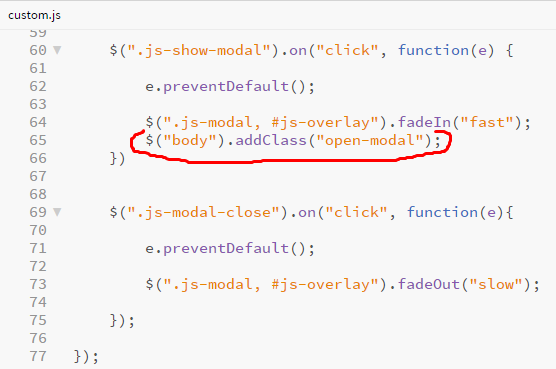 custom.js
59
60 $(".js-show-modal").on("click", function(e) {
61
62 e.preventDefault();
63
64 $(".js-modal, #js-overlay").fadeIn("fast");
65 $("body").addClass("open-modal");
66 })
67
68
69 $(".js-modal-close").on("click", function(e){
70
71 e.preventDefault();
72
73 $(".js-modal, #js-overlay").fadeOut("slow");
74
75 });
76
77 });